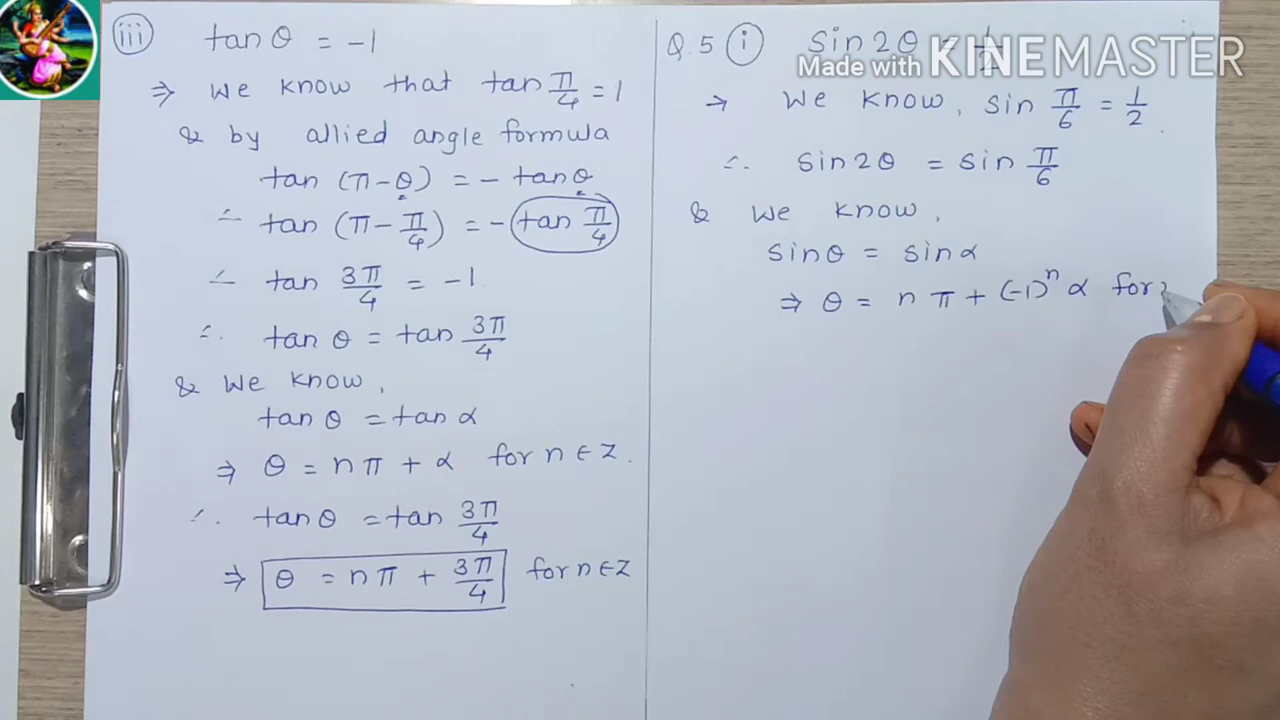 iii tan θ = -1
⇒ We know that tan π/4 = 1
& by allied angle formula
tan (π - θ) = - tan θ
∴ tan (π - π/4) = - tan π/4
∴ tan 3π/4 = -1
∴ tan θ = tan 3π/4
& We know,
tan θ = tan α
⇒ θ = nπ + α for n ∈ Z.
∴ tan θ = tan 3π/4
⇒ θ = nπ + 3π/4 for n ∈ Z
Q.5 i sin 2θ = 1/2
Made with KINEMASTER
→ We know, sin π/6 = 1/2
∴ sin 2θ = sin π/6
& We know,
sin θ = sin α
⇒ θ = nπ + (-1)ⁿ α for